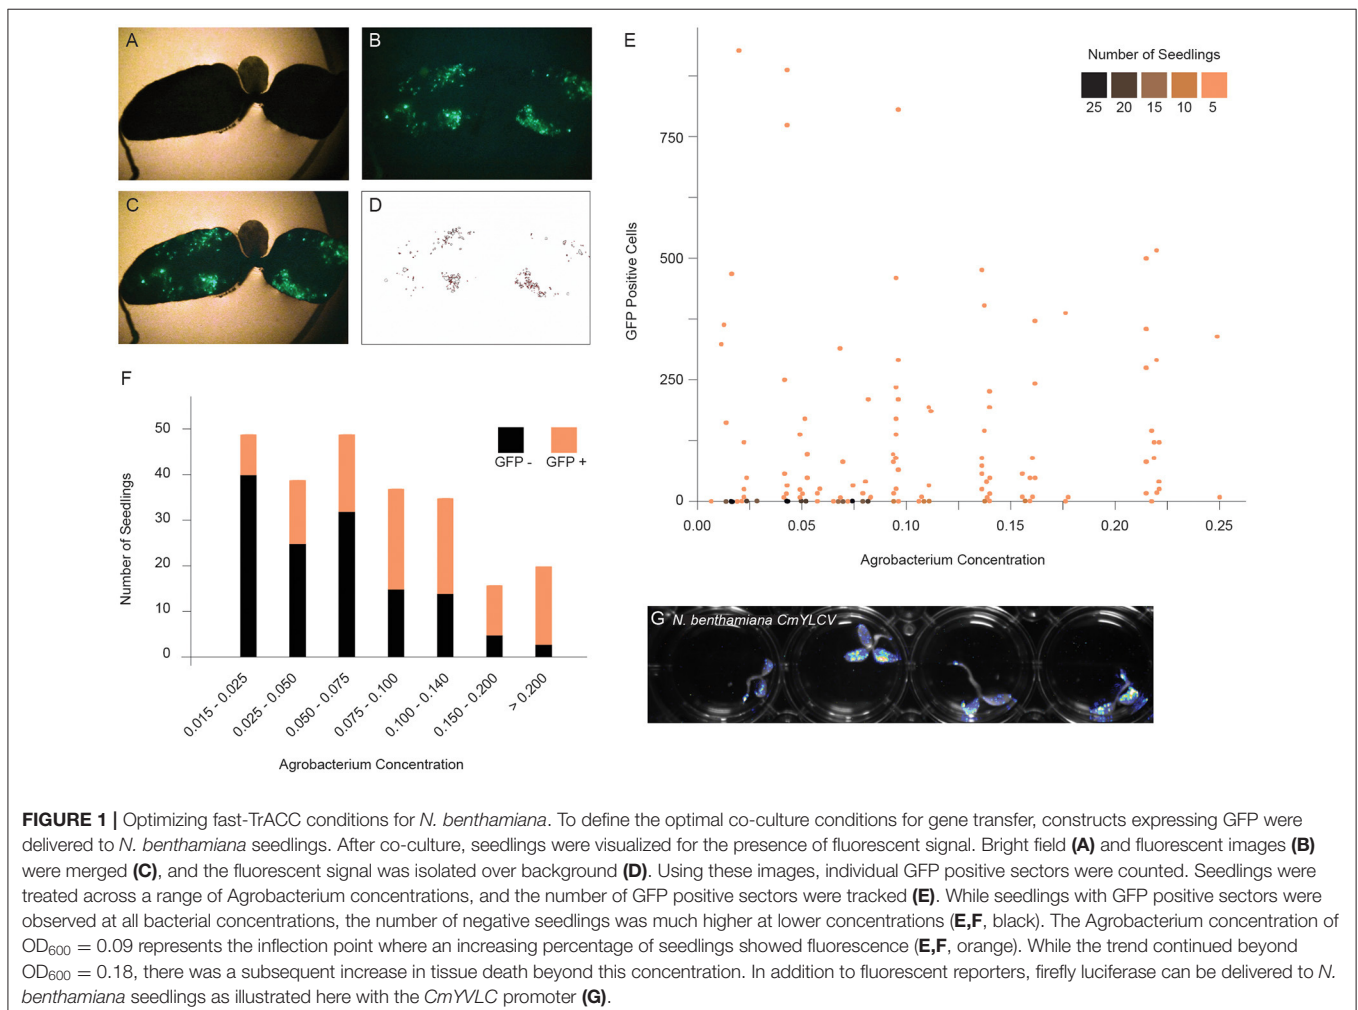 A
B
C
D
E
Number of Seedlings
25 20 15 10 5
GFP Positive Cells
750
500
250
0
0.00 0.05 0.10 0.15 0.20 0.25
Agrobacterium Concentration
F
Number of Seedlings
50
40
30
20
10
0
GFP - GFP +
0.015 - 0.025
0.025 - 0.050
0.050 - 0.075
0.075 - 0.100
0.100 - 0.140
0.150 - 0.200
> 0.200
Agrobacterium Concentration
G N. benthamiana CmYLCV
FIGURE 1 | Optimizing fast-TrACC conditions for N. benthamiana. To define the optimal co-culture conditions for gene transfer, constructs expressing GFP were
delivered to N. benthamiana seedlings. After co-culture, seedlings were visualized for the presence of fluorescent signal. Bright field (A) and fluorescent images (B)
were merged (C), and the fluorescent signal was isolated over background (D). Using these images, individual GFP positive sectors were counted. Seedlings were
treated across a range of Agrobacterium concentrations, and the number of GFP positive sectors were tracked (E). While seedlings with GFP positive sectors were
observed at all bacterial concentrations, the number of negative seedlings was much higher at lower concentrations (E,F, black). The Agrobacterium concentration of
OD600 = 0.09 represents the inflection point where an increasing percentage of seedlings showed fluorescence (E,F, orange). While the trend continued beyond
OD600 = 0.18, there was a subsequent increase in tissue death beyond this concentration. In addition to fluorescent reporters, firefly luciferase can be delivered to N.
benthamiana seedlings as illustrated here with the CmYVLC promoter (G).